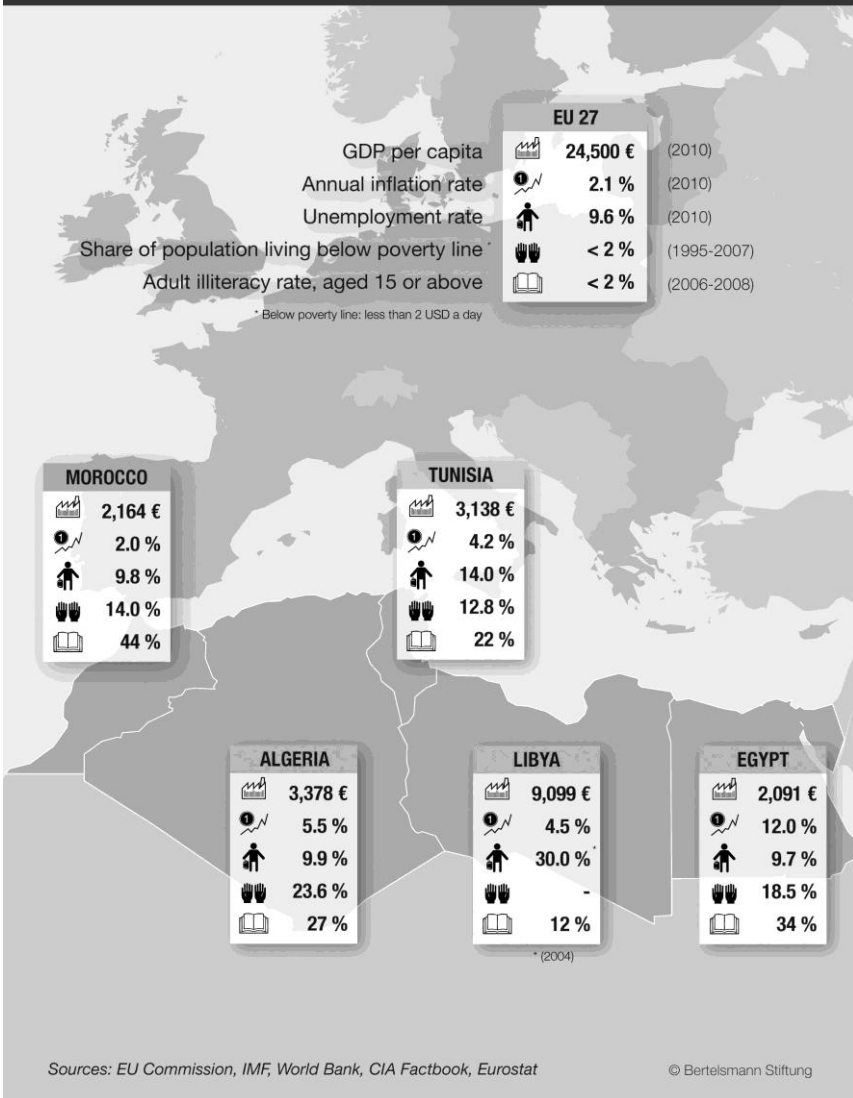 EU 27
GDP per capita 24,500 € (2010)
Annual inflation rate 2.1 % (2010)
Unemployment rate 9.6 % (2010)
Share of population living below poverty line * < 2 % (1995-2007)
Adult illiteracy rate, aged 15 or above < 2 % (2006-2008)
* Below poverty line: less than 2 USD a day
MOROCCO
2,164 €
1 2.0 %
9.8 %
14.0 %
44 %
TUNISIA
3,138 €
1 4.2 %
14.0 %
12.8 %
22 %
ALGERIA
3,378 €
1 5.5 %
9.9 %
23.6 %
27 %
LIBYA
9,099 €
1 4.5 %
30.0 % *
-
12 %
* (2004)
EGYPT
2,091 €
1 12.0 %
9.7 %
18.5 %
34 %
Sources: EU Commission, IMF, World Bank, CIA Factbook, Eurostat
© Bertelsmann Stiftung